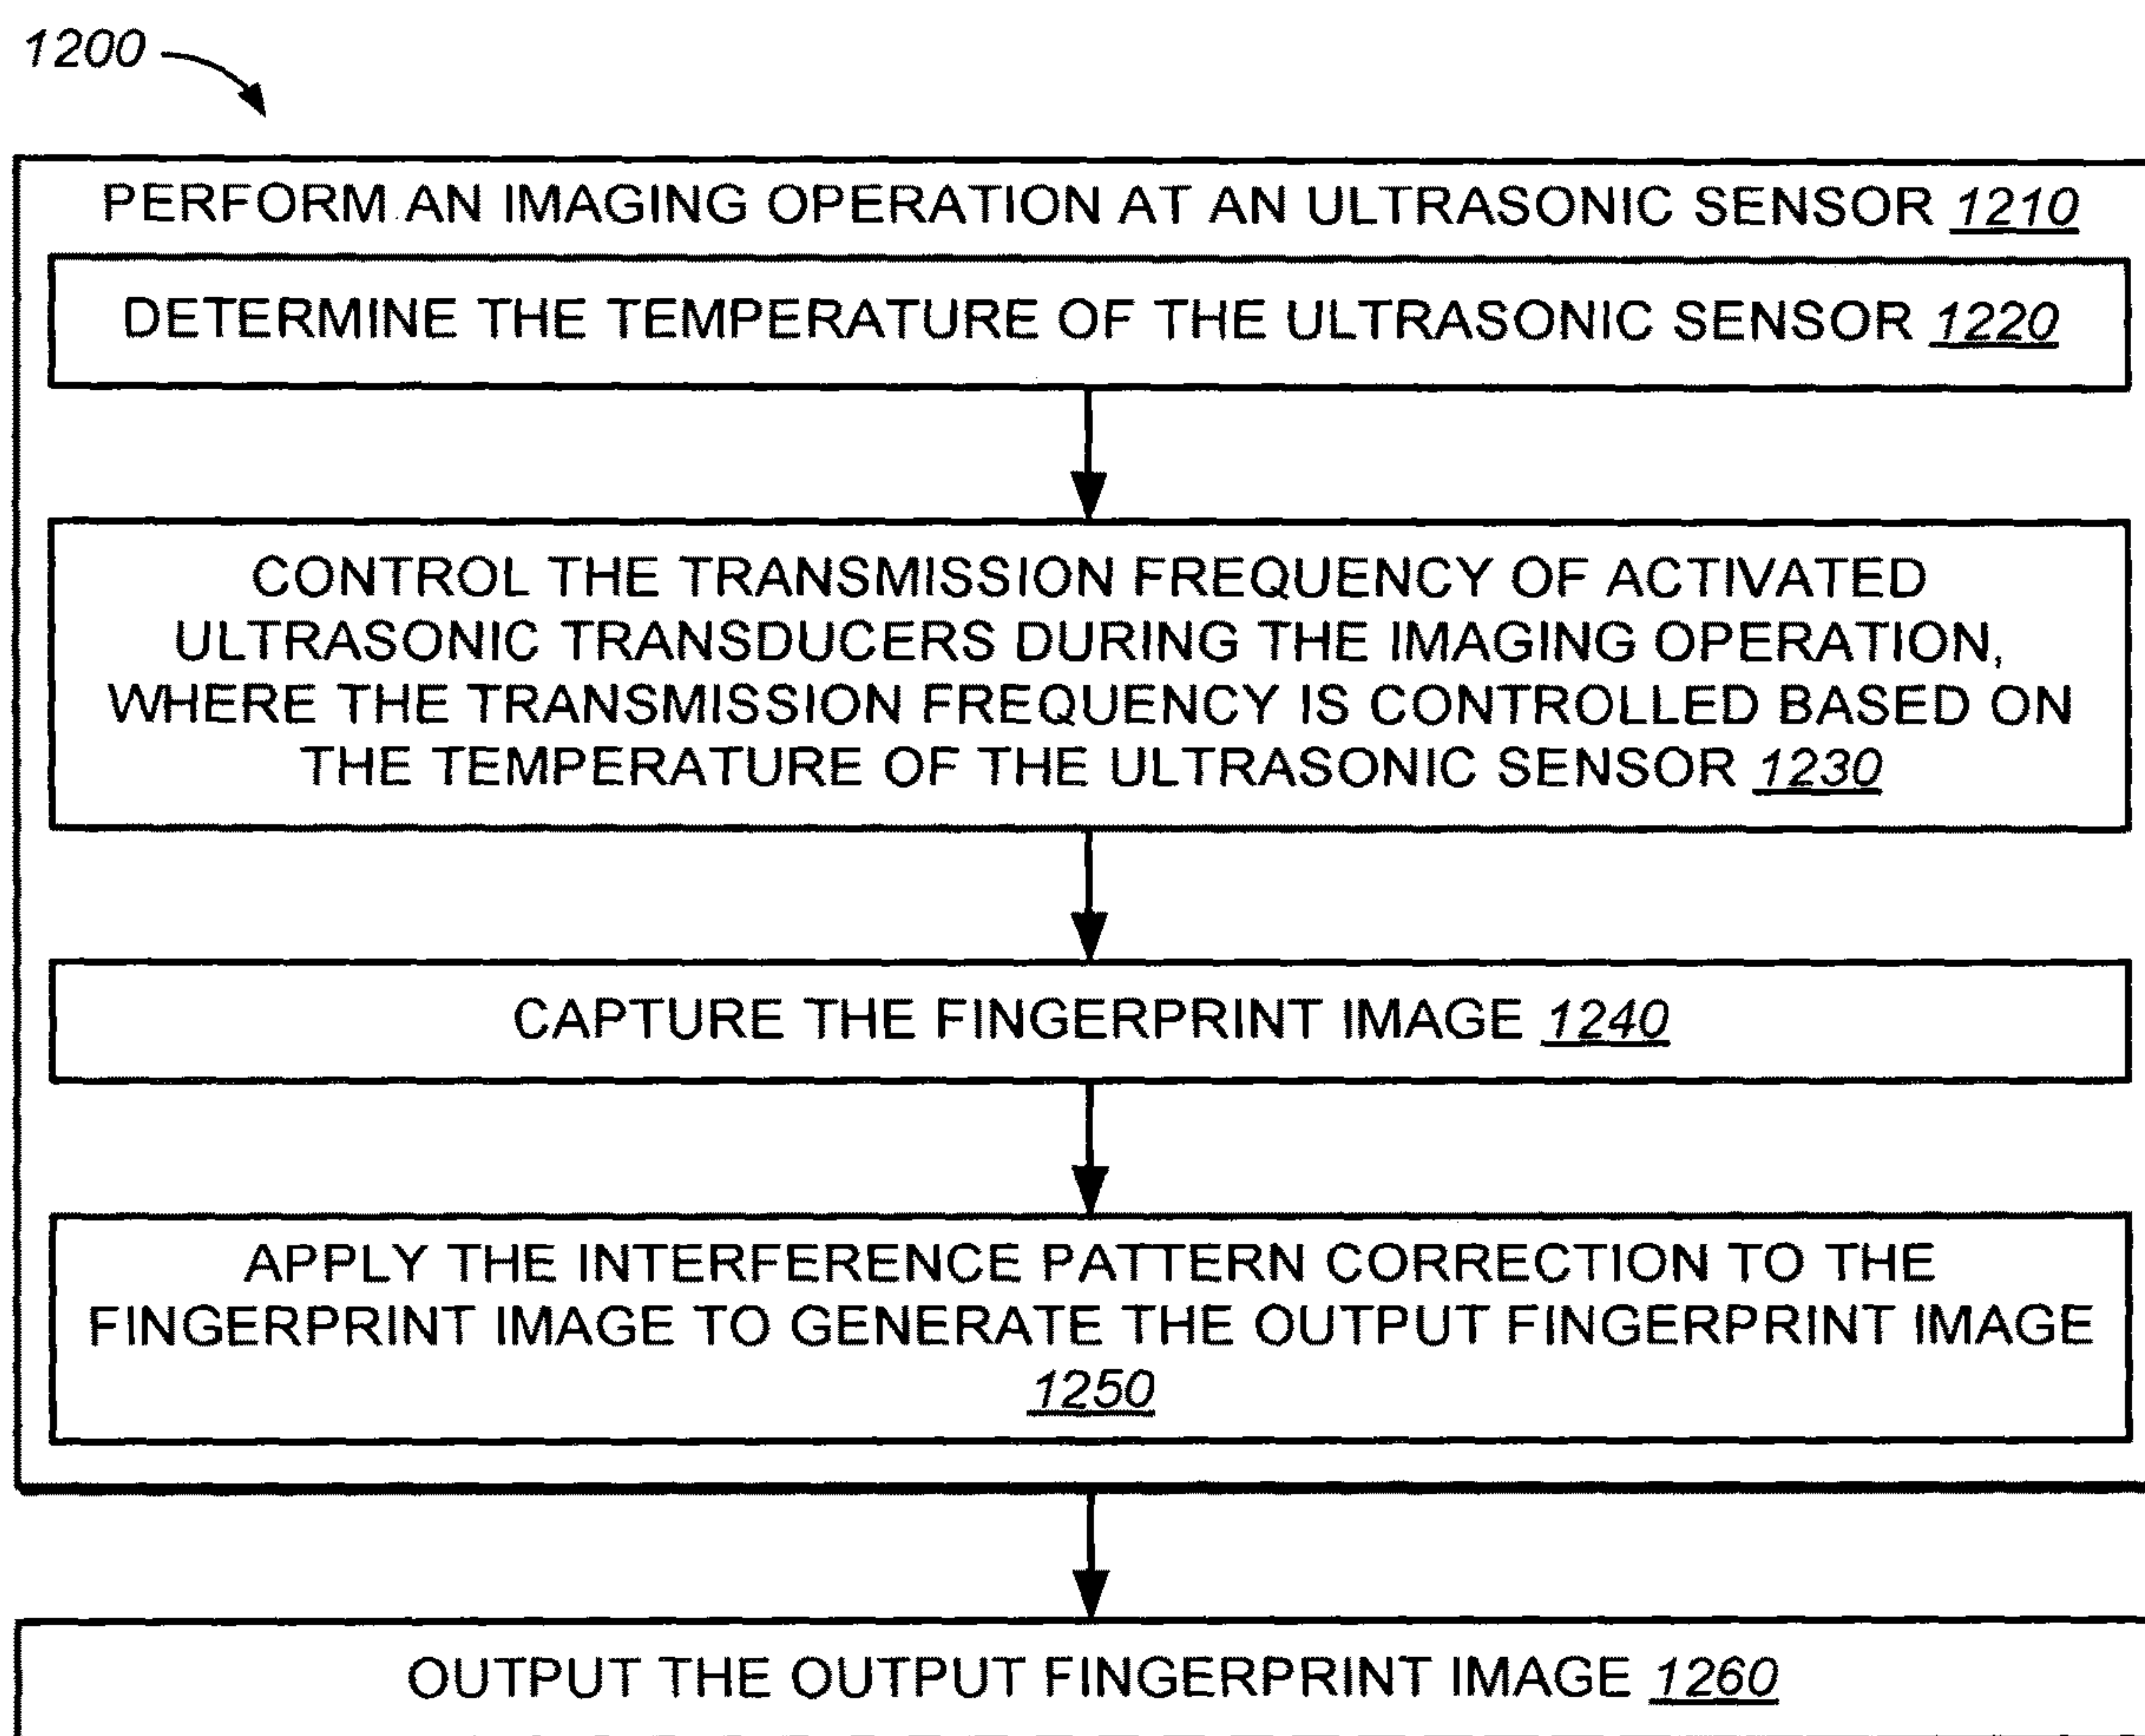 1200
PERFORM AN IMAGING OPERATION AT AN ULTRASONIC SENSOR 1210
DETERMINE THE TEMPERATURE OF THE ULTRASONIC SENSOR 1220
CONTROL THE TRANSMISSION FREQUENCY OF ACTIVATED
ULTRASONIC TRANSDUCERS DURING THE IMAGING OPERATION,
WHERE THE TRANSMISSION FREQUENCY IS CONTROLLED BASED ON
THE TEMPERATURE OF THE ULTRASONIC SENSOR 1230
CAPTURE THE FINGERPRINT IMAGE 1240
APPLY THE INTERFERENCE PATTERN CORRECTION TO THE
FINGERPRINT IMAGE TO GENERATE THE OUTPUT FINGERPRINT IMAGE
1250
OUTPUT THE OUTPUT FINGERPRINT IMAGE 1260